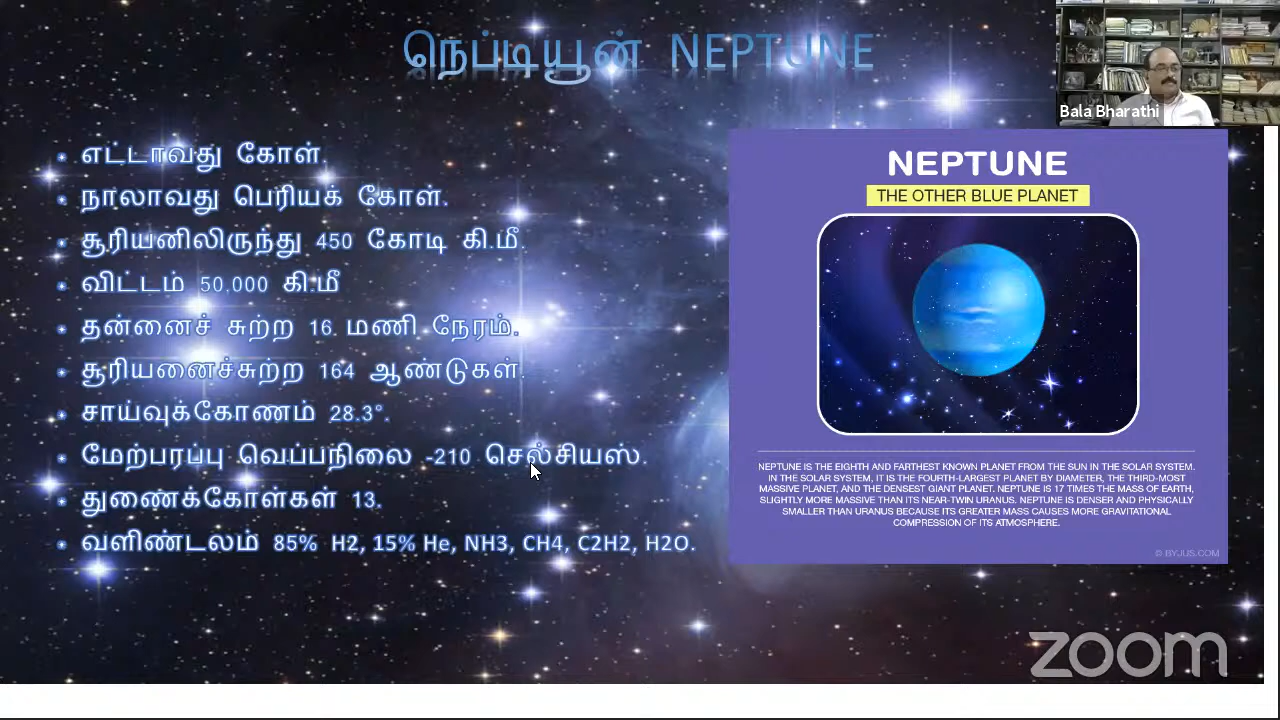 நெப்டியூன் NEPTUNE
Bala Bharathi
எட்டாவது கோள்.
நாலாவது பெரியக் கோள்.
சூரியனிலிருந்து 450 கோடி கி.மீ.
விட்டம் 50,000 கி.மீ
தன்னைச் சுற்ற 16. மணி நேரம்.
சூரியனைச்சுற்ற 164 ஆண்டுகள்.
சாய்வுக்கோணம் 28.3°.
மேற்பரப்பு வெப்பநிலை -210 செல்சியஸ்.
துணைக்கோள்கள் 13.
வளிண்டலம் 85% H2, 15% He, NH3, CH4, C2H2, H2O.
NEPTUNE
THE OTHER BLUE PLANET
NEPTUNE IS THE EIGHTH AND FARTHEST KNOWN PLANET FROM THE SUN IN THE SOLAR SYSTEM.
IN THE SOLAR SYSTEM, IT IS THE FOURTH-LARGEST PLANET BY DIAMETER, THE THIRD-MOST
MASSIVE PLANET, AND THE DENSEST GIANT PLANET. NEPTUNE IS 17 TIMES THE MASS OF EARTH,
SLIGHTLY MORE MASSIVE THAN ITS NEAR-TWIN URANUS. NEPTUNE IS DENSER AND PHYSICALLY
SMALLER THAN URANUS BECAUSE ITS GREATER MASS CAUSES MORE GRAVITATIONAL
COMPRESSION OF ITS ATMOSPHERE.
© BYJUS.COM
zoom